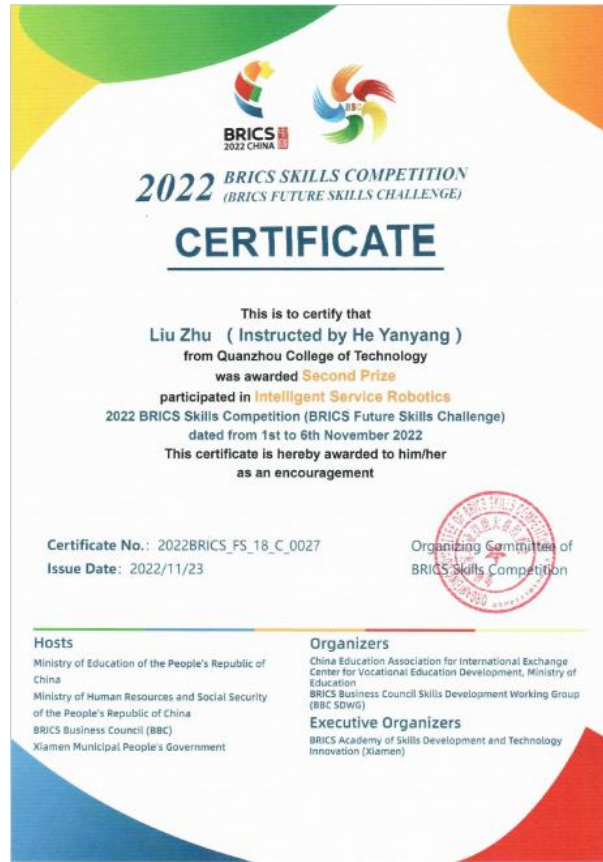 BRICS
2022 CHINA
BSC
2022 BRICS SKILLS COMPETITION
(BRICS FUTURE SKILLS CHALLENGE)
CERTIFICATE
This is to certify that
Liu Zhu ( Instructed by He Yanyang )
from Quanzhou College of Technology
was awarded Second Prize
participated in Intelligent Service Robotics
2022 BRICS Skills Competition (BRICS Future Skills Challenge)
dated from 1st to 6th November 2022
This certificate is hereby awarded to him/her
as an encouragement
Certificate No.: 2022BRICS_FS_18_C_0027
Issue Date: 2022/11/23
Organizing Committee of
BRICS Skills Competition
Hosts
Ministry of Education of the People's Republic of
China
Ministry of Human Resources and Social Security
of the People's Republic of China
BRICS Business Council (BBC)
Xiamen Municipal People's Government
Organizers
China Education Association for International Exchange
Center for Vocational Education Development, Ministry of
Education
BRICS Business Council Skills Development Working Group
(BBC SDWG)
Executive Organizers
BRICS Academy of Skills Development and Technology
Innovation (Xiamen)